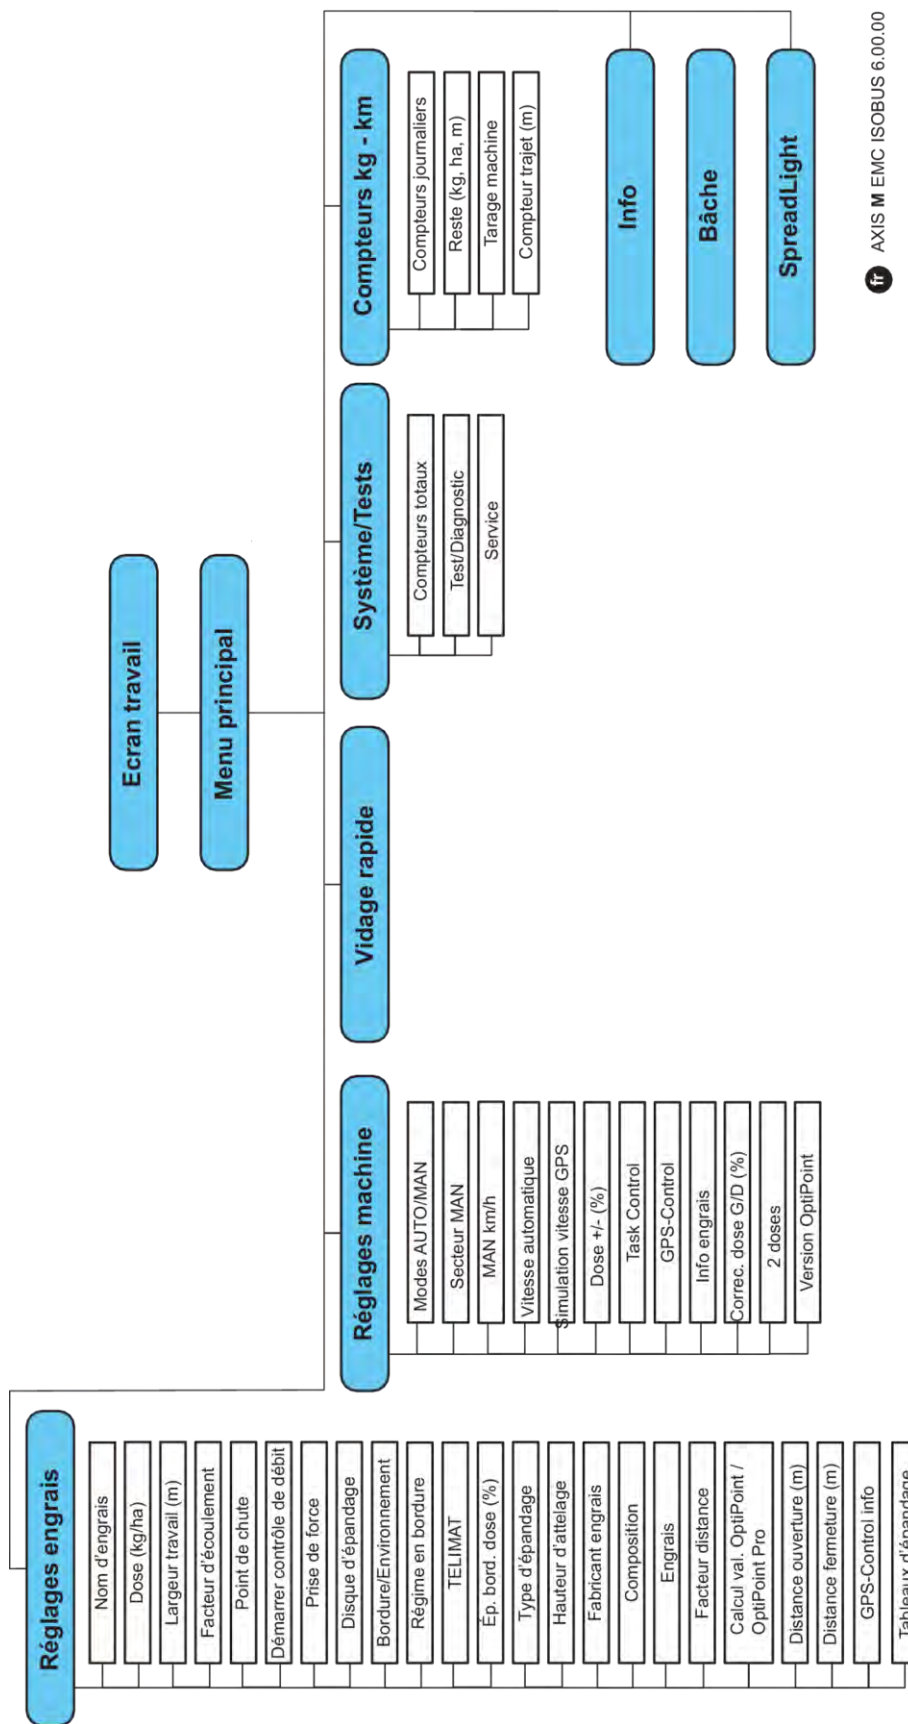 Ecran travail
Menu principal
Réglages engrais
Nom d'engrais
Dose (kg/ha)
Largeur travail (m)
Facteur d'écoulement
Point de chute
Démarrer contrôle de débit
Prise de force
Disque d'épandage
Bordure/Environnement
Régime en bordure
TELIMAT
Ép. bord. dose (%)
Type d'épandage
Hauteur d'attelage
Fabricant engrais
Composition
Engrais
Facteur distance
Calcul val. OptiPoint /
OptiPoint Pro
Distance ouverture (m)
Distance fermeture (m)
GPS-Control info
Tableaux d'épandage
Réglages machine
Modes AUTO/MAN
Secteur MAN
MAN km/h
Vitesse automatique
Simulation vitesse GPS
Dose +/- (%)
Task Control
GPS-Control
Info engrais
Correc. dose G/D (%)
2 doses
Version OptiPoint
Vidage rapide
Système/Tests
Compteurs totaux
Test/Diagnostic
Service
Compteurs kg - km
Compteurs journaliers
Reste (kg, ha, m)
Tarage machine
Compteur trajet (m)
Info
Bâche
SpreadLight
fr AXIS M EMC ISOBUS 6.00.00